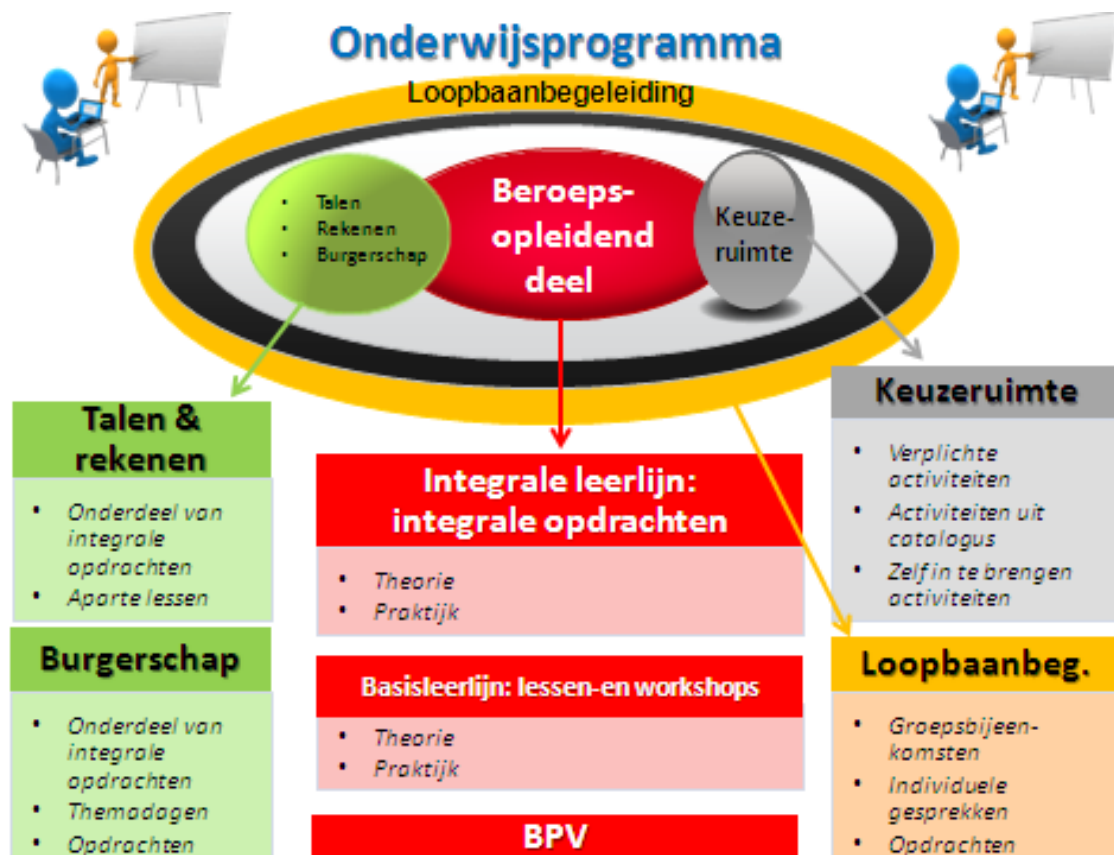 Onderwijsprogramma
Loopbaanbegeleiding
• Talen
• Rekenen
• Burgerschap
Beroeps-
opleidend
deel
Keuze-
ruimte
Talen &
rekenen
• Onderdeel van
integrale
opdrachten
• Aparte lessen
Burgerschap
• Onderdeel van
integrale
opdrachten
• Themadagen
• Opdrachten
Integrale leerlijn:
integrale opdrachten
• Theorie
• Praktijk
Basisleerlijn: lessen-en workshops
• Theorie
• Praktijk
BPV
Keuzeruimte
• Verplichte
activiteiten
• Activiteiten uit
catalogus
• Zelf in te brengen
activiteiten
Loopbaanbeg.
• Groepsbijeen-
komsten
• Individuele
gesprekken
• Opdrachten